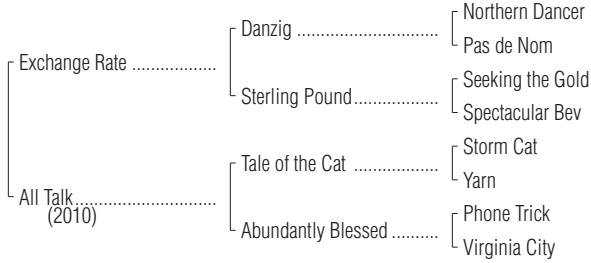 Northern Dancer
Danzig ..............................
Pas de Nom
Exchange Rate ..................
Seeking the Gold
Sterling Pound..................
Spectacular Bev
Storm Cat
Tale of the Cat ..................
Yarn
All Talk..............................
(2010)
Phone Trick
Abundantly Blessed ..........
Virginia City